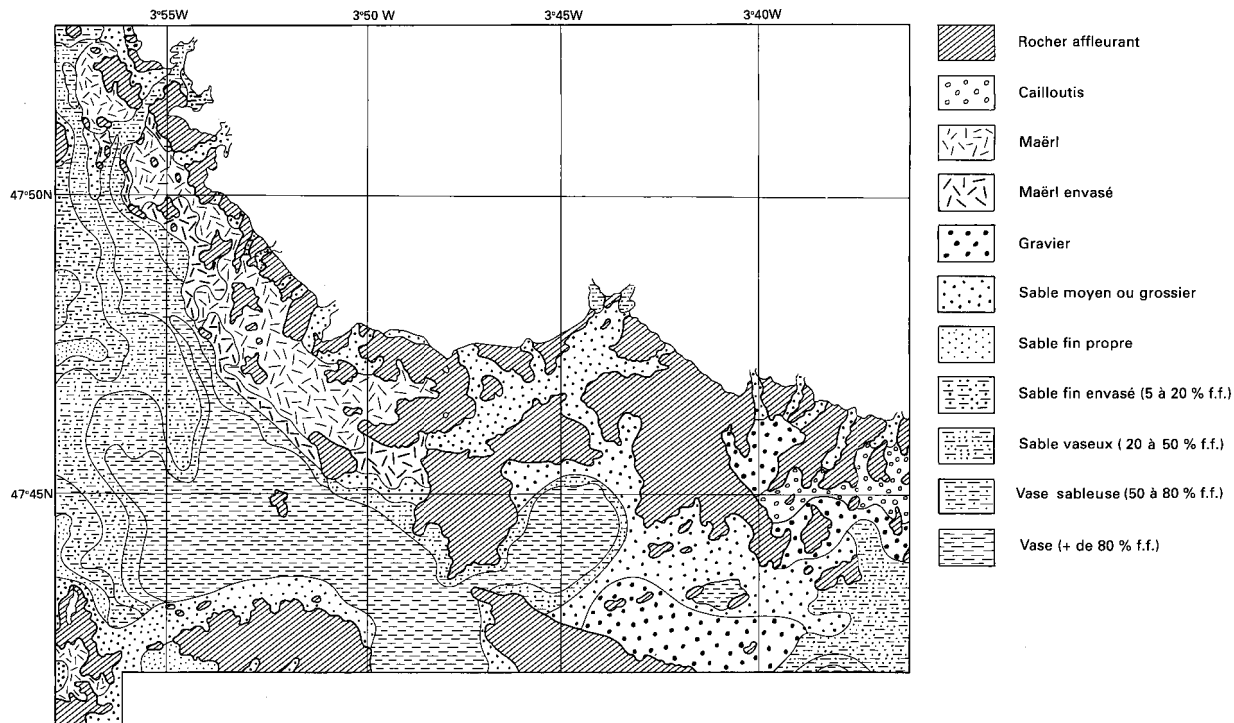 3°55W 3°50 W 3°45W 3°40W
47°50N
47°45N
Rocher affleurant
Cailloutis
Maërl
Maërl envasé
Gravier
Sable moyen ou grossier
Sable fin propre
Sable fin envasé (5 à 20 % f.f.)
Sable vaseux ( 20 à 50 % f.f.)
Vase sableuse (50 à 80 % f.f.)
Vase (+ de 80 % f.f.)